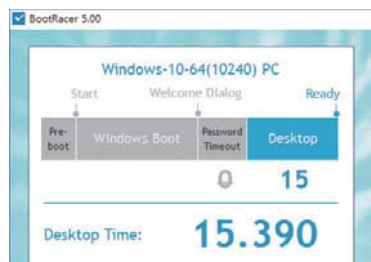 BootRacer 5.00
Windows-10-64(10240) PC
Start Welcome Dialog Ready
Pre-boot Windows Boot Password Timeout Desktop
15
Desktop Time: 15.390